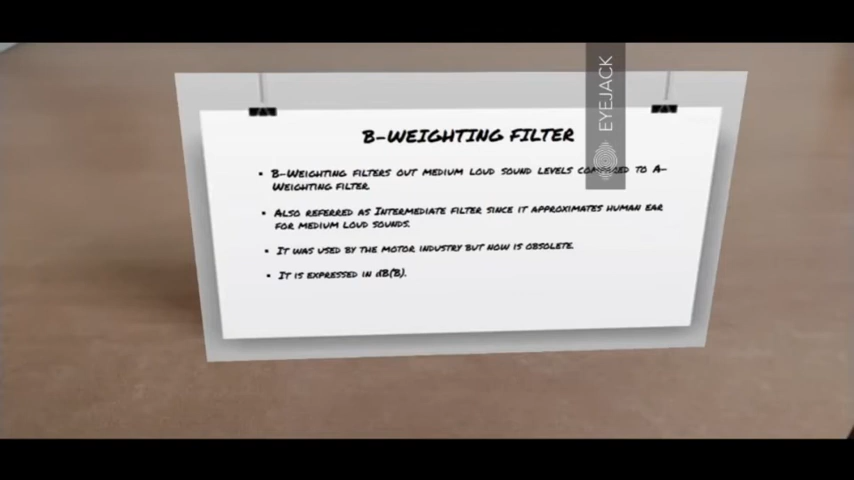 B-WEIGHTING FILTER
• B-WEIGHTING FILTERS OUT MEDIUM LOUD SOUND LEVELS COMPARED TO A-
WEIGHTING FILTER.
• ALSO REFERRED AS INTERMEDIATE FILTER SINCE IT APPROXIMATES HUMAN EAR
FOR MEDIUM LOUD SOUNDS.
• IT WAS USED BY THE MOTOR INDUSTRY BUT NOW IS OBSOLETE.
• IT IS EXPRESSED IN dB(B).
EYEJACK